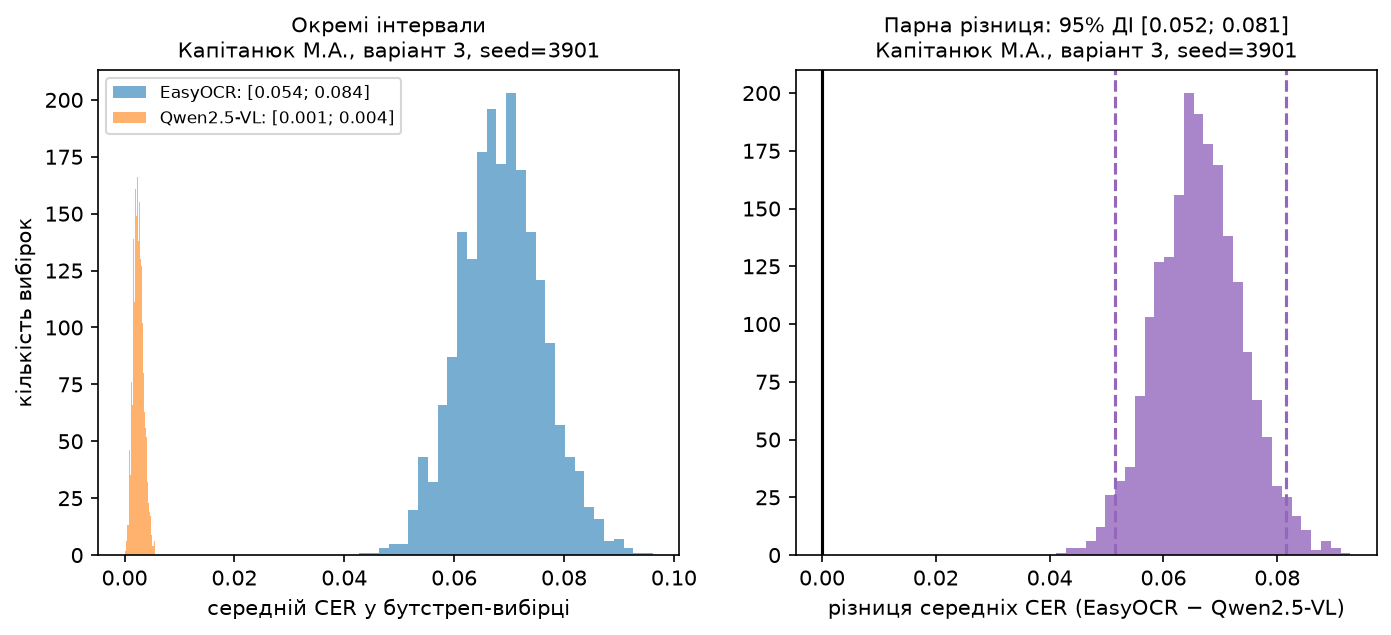 Окремі інтервали
Капітанюк М.А., варіант 3, seed=3901
EasyOCR: [0.054; 0.084]
Qwen2.5-VL: [0.001; 0.004]
кількість вибірок
200
175
150
125
100
75
50
25
0
0.00 0.02 0.04 0.06 0.08 0.10
середній CER у бутстреп-вибірці
Парна різниця: 95% ДІ [0.052; 0.081]
Капітанюк М.А., варіант 3, seed=3901
200
175
150
125
100
75
50
25
0
0.00 0.02 0.04 0.06 0.08
різниця середніх CER (EasyOCR − Qwen2.5-VL)